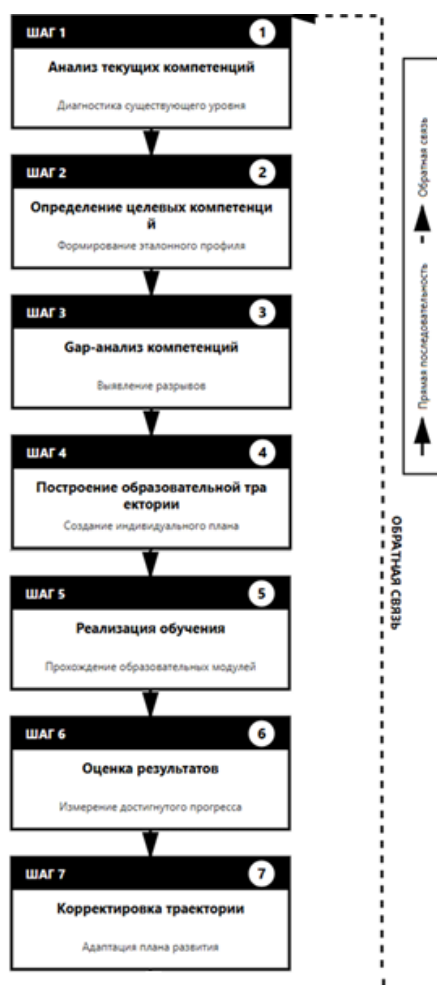 ШАГ 1
1
Анализ текущих компетенций
Диагностика существующего уровня
ШАГ 2
2
Определение целевых компетенци
й
Формирование эталонного профиля
ШАГ 3
3
Gap-анализ компетенций
Выявление разрывов
ШАГ 4
4
Построение образовательной тра
ектории
Создание индивидуального плана
ШАГ 5
5
Реализация обучения
Прохождение образовательных модулей
ШАГ 6
6
Оценка результатов
Измерение достигнутого прогресса
ШАГ 7
7
Корректировка траектории
Адаптация плана развития
ОБРАТНАЯ СВЯЗЬ
Прямая последовательность
Обратная связь